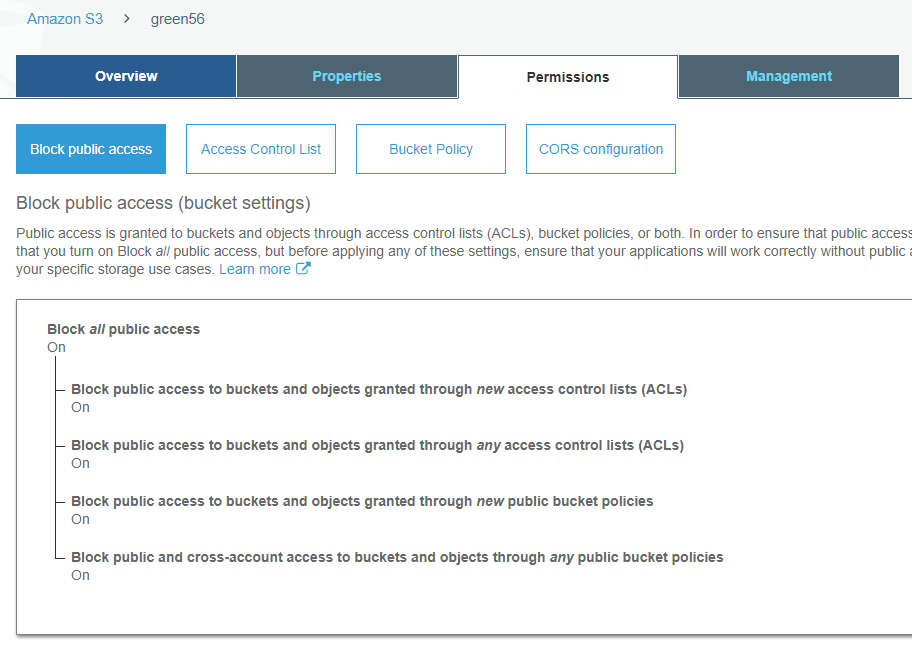 Amazon S3 > green56
Overview Properties Permissions Management
Block public access Access Control List Bucket Policy CORS configuration
Block public access (bucket settings)
Public access is granted to buckets and objects through access control lists (ACLs), bucket policies, or both. In order to ensure that public access
that you turn on Block all public access, but before applying any of these settings, ensure that your applications will work correctly without public
your specific storage use cases. Learn more
Block all public access
On
Block public access to buckets and objects granted through new access control lists (ACLs)
On
Block public access to buckets and objects granted through any access control lists (ACLs)
On
Block public access to buckets and objects granted through new public bucket policies
On
Block public and cross-account access to buckets and objects through any public bucket policies
On